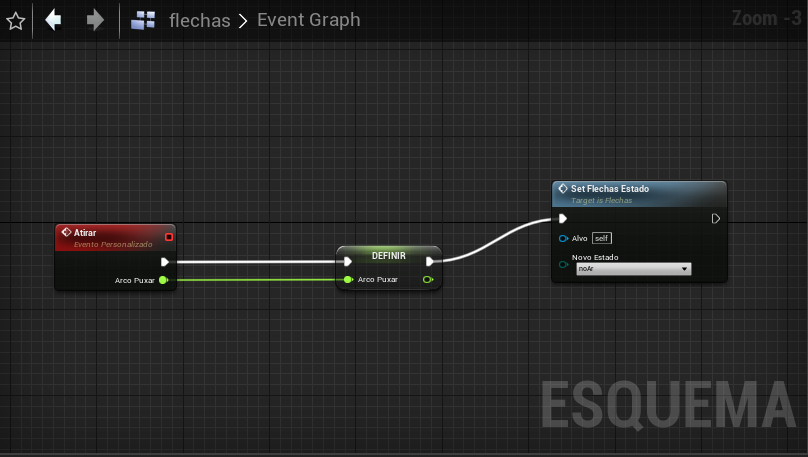 flechas > Event Graph
Zoom -3
Set Flechas Estado
Target is Flechas
Atirar
Evento Personalizado
DEFINIR
Alvo self
Novo Estado
noAr
Arco Puxar
Arco Puxar
ESQUEMA